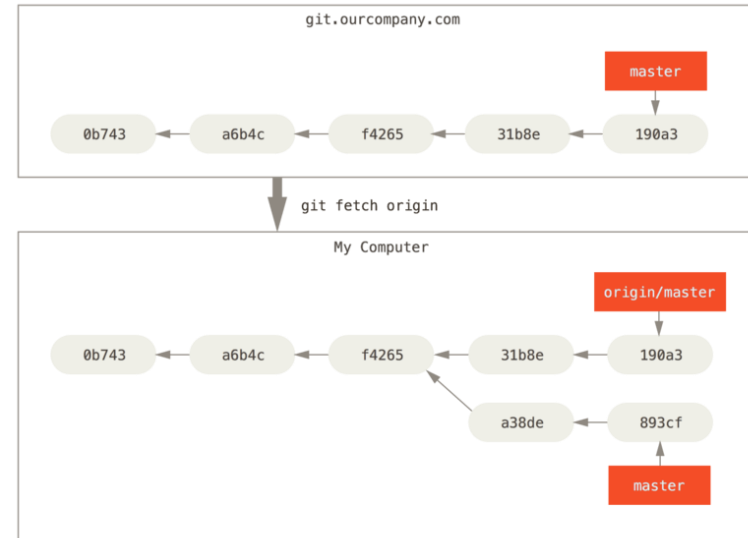 git.ourcompany.com
master
0b743 a6b4c f4265 31b8e 190a3
git fetch origin
My Computer
origin/master
0b743 a6b4c f4265 31b8e 190a3
a38de 893cf
master